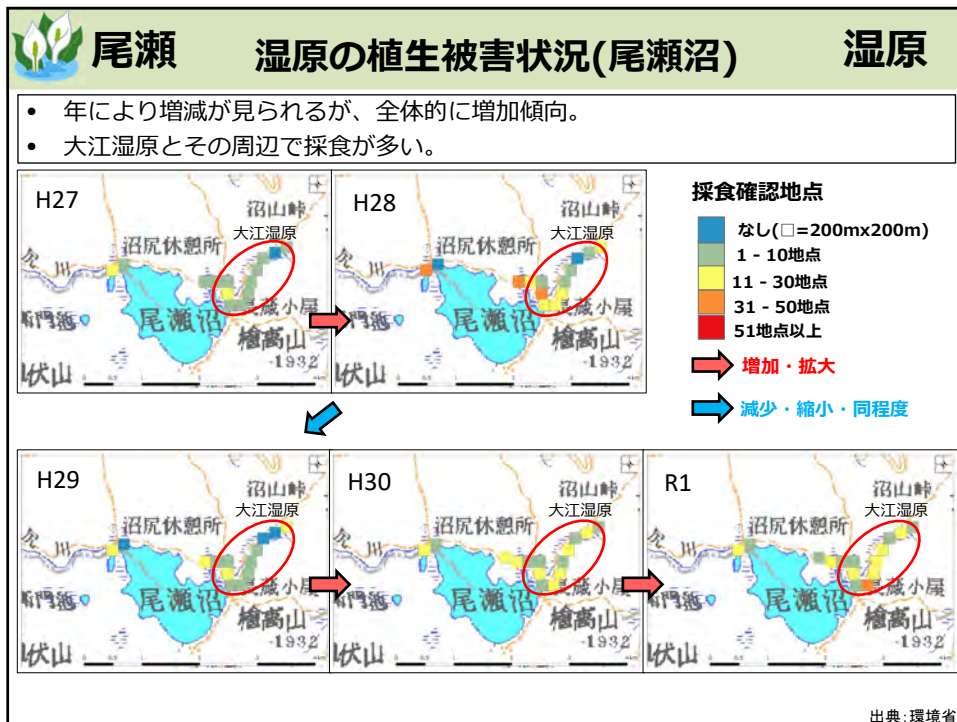 尾瀬
湿原の植生被害状況(尾瀬沼)
湿原
• 年により増減が見られるが、全体的に増加傾向。
• 大江湿原とその周辺で採食が多い。
H27
沼山峠
大江湿原
沼尻休憩所
尾瀬沼
長蔵小屋
檜高山
-1932
伏山
H28
沼山峠
大江湿原
沼尻休憩所
尾瀬沼
長蔵小屋
檜高山
-1932
伏山
採食確認地点
なし(□=200mx200m)
1 - 10地点
11 - 30地点
31 - 50地点
51地点以上
増加・拡大
減少・縮小・同程度
H29
沼山峠
大江湿原
沼尻休憩所
尾瀬沼
長蔵小屋
檜高山
-1932
伏山
H30
沼山峠
大江湿原
沼尻休憩所
尾瀬沼
長蔵小屋
檜高山
-1932
伏山
R1
沼山峠
大江湿原
沼尻休憩所
尾瀬沼
長蔵小屋
檜高山
-1932
伏山
出典:環境省